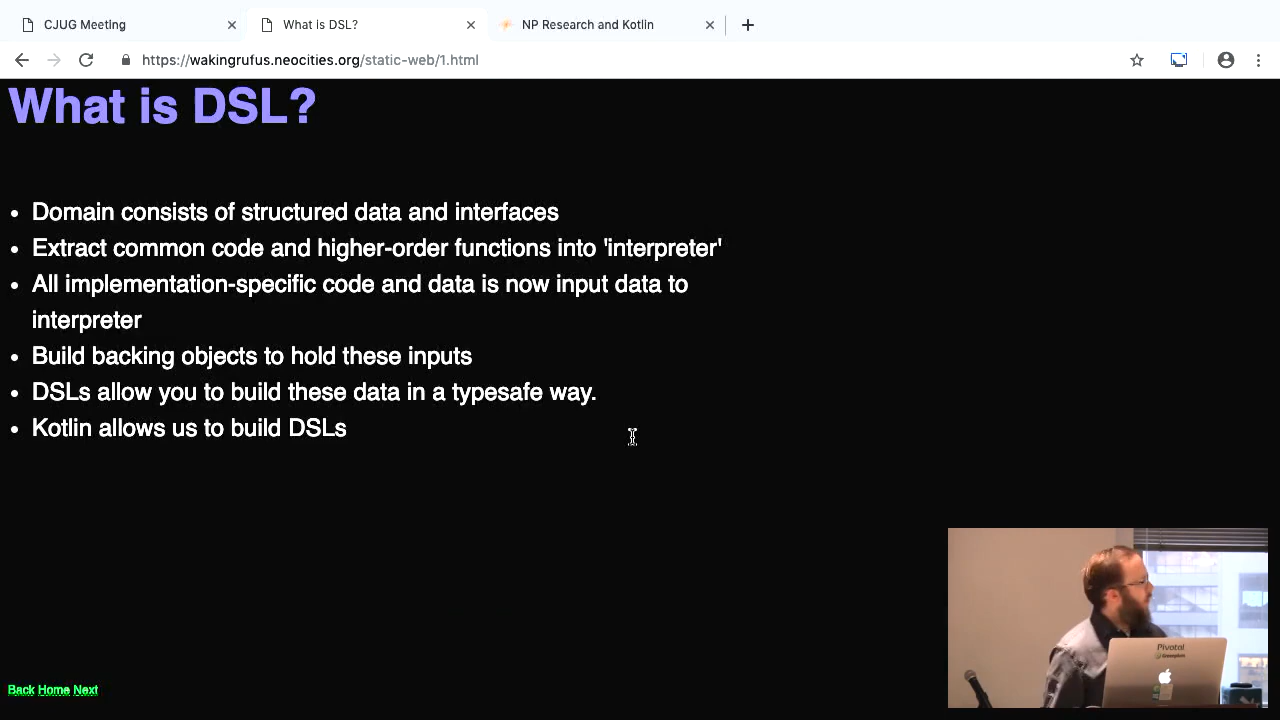 CJUG Meeting
What is DSL?
NP Research and Kotlin
https://wakingrufus.neocities.org/static-web/1.html
What is DSL?
Domain consists of structured data and interfaces
Extract common code and higher-order functions into 'interpreter'
All implementation-specific code and data is now input data to
interpreter
Build backing objects to hold these inputs
DSLs allow you to build these data in a typesafe way.
Kotlin allows us to build DSLs
Pivotal
Greenplum
Back Home Next